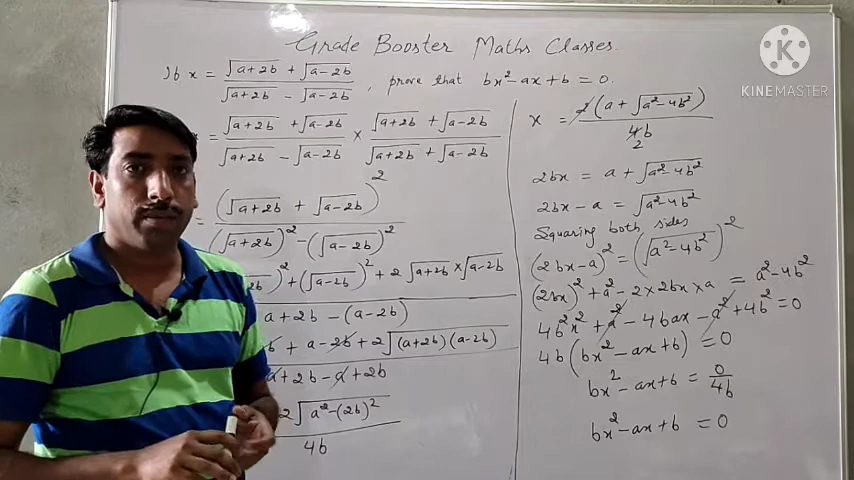 Grade Booster Maths Classes.
If x = (√(a+2b) + √(a-2b)) / (√(a+2b) - √(a-2b)), prove that bx²-ax+b = 0.
= (√(a+2b) + √(a-2b)) / (√(a+2b) - √(a-2b)) × (√(a+2b) + √(a-2b)) / (√(a+2b) + √(a-2b))
= (√(a+2b) + √(a-2b))² / ((√(a+2b))² - (√(a-2b))²)
)² + (√(a-2b))² + 2√(a+2b) × √(a-2b)
a+2b - (a-2b)
+ a - 2b + 2√((a+2b)(a-2b))
a+2b - a + 2b
2√(a²-(2b)²)
4b
x = 2(a + √(a²-4b²)) / 4b
2
2bx = a + √(a²-4b²)
2bx - a = √(a²-4b²)
Squaring both sides
(2bx-a)² = (√(a²-4b²))²
(2bx)² + a² - 2×2bx×a = a²-4b²
4b²x² + a² - 4bax - a² + 4b² = 0
4b(bx² - ax + b) = 0
bx² - ax + b = 0/4b
bx² - ax + b = 0
K
KINEMASTER